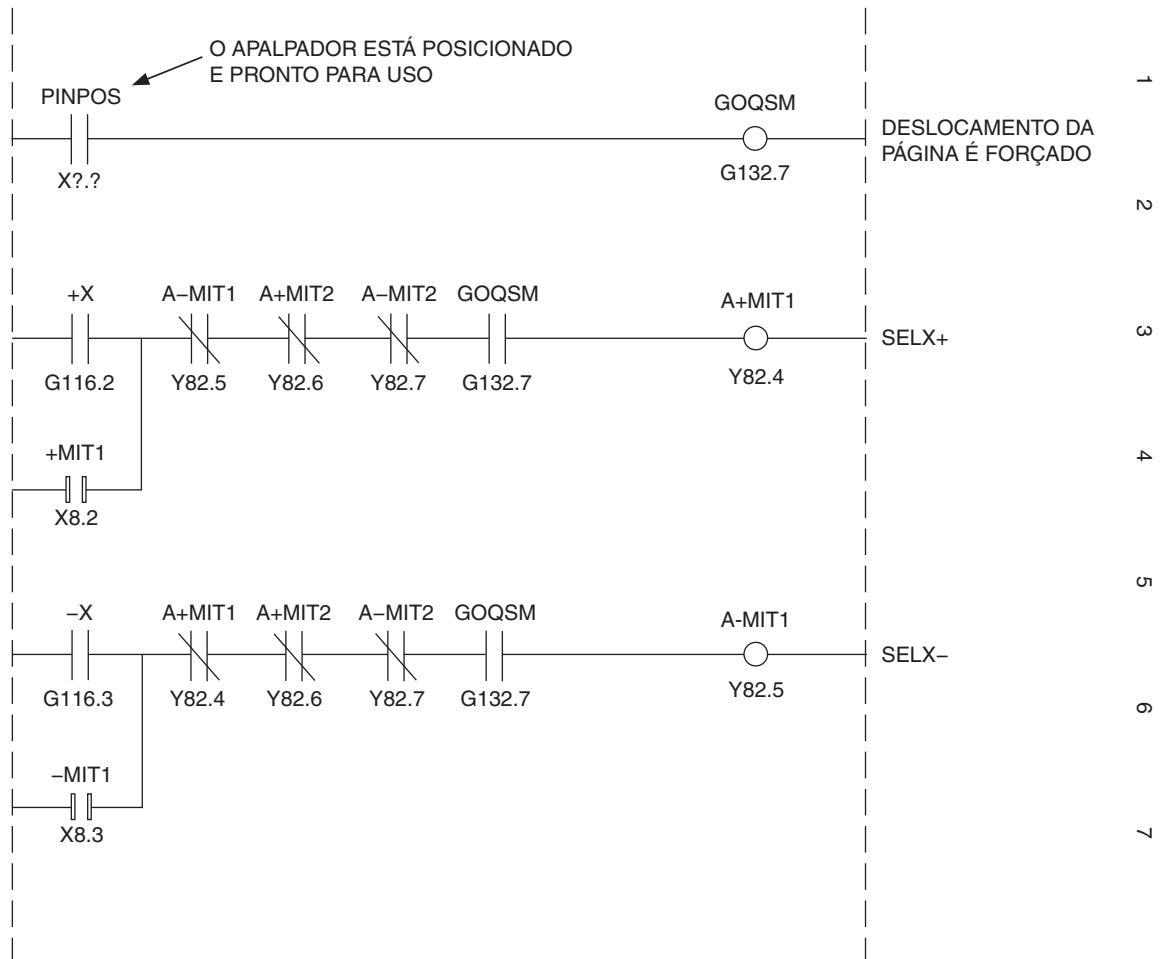 O APALPADOR ESTÁ POSICIONADO
E PRONTO PARA USO
1
PINPOS
GOQSM
DESLOCAMENTO DA
PÁGINA É FORÇADO
X?.?
G132.7
2
+X A−MIT1 A+MIT2 A−MIT2 GOQSM A+MIT1
SELX+
3
G116.2 Y82.5 Y82.6 Y82.7 G132.7 Y82.4
+MIT1
4
X8.2
5
−X A+MIT1 A+MIT2 A−MIT2 GOQSM A-MIT1
SELX−
G116.3 Y82.4 Y82.6 Y82.7 G132.7 Y82.5
6
−MIT1
X8.3
7